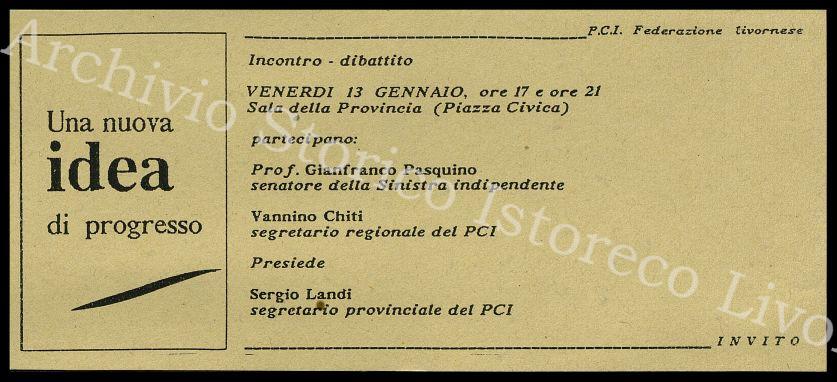 Una nuova
idea
di progresso
P.C.I. Federazione livornese
Incontro - dibattito
VENERDI 13 GENNAIO, ore 17 e ore 21
Sala della Provincia (Piazza Civica)
partecipano:
Prof. Gianfranco Pasquino
senatore della Sinistra indipendente
Vannino Chiti
segretario regionale del PCI
Presiede
Sergio Landi
segretario provinciale del PCI
INVITO
Archivio Storico Istoreco Livo